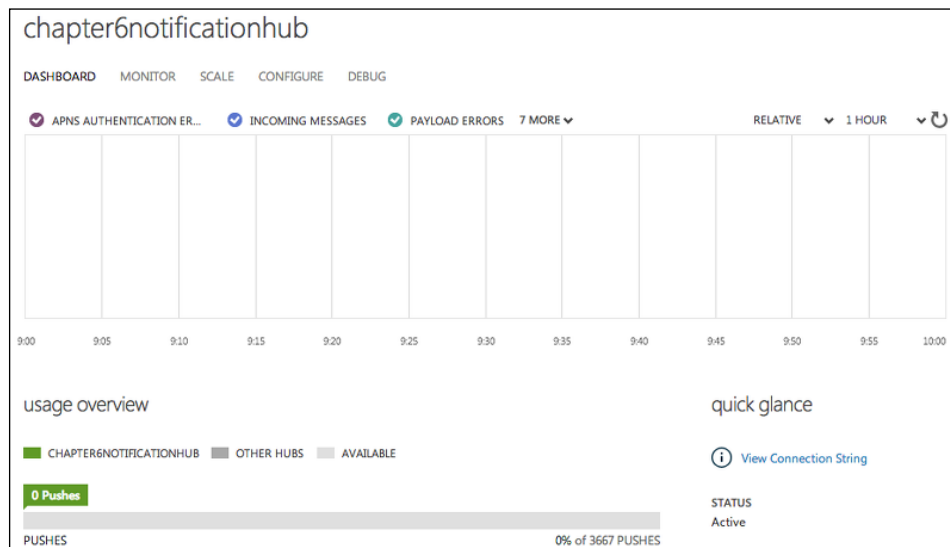 chapter6notificationhub
DASHBOARD MONITOR SCALE CONFIGURE DEBUG
APNS AUTHENTICATION ER... INCOMING MESSAGES PAYLOAD ERRORS 7 MORE RELATIVE 1 HOUR
9:00 9:05 9:10 9:15 9:20 9:25 9:30 9:35 9:40 9:45 9:50 9:55 10:00
usage overview
quick glance
CHAPTER6NOTIFICATIONHUB OTHER HUBS AVAILABLE
View Connection String
0 Pushes
STATUS
Active
PUSHES 0% of 3667 PUSHES